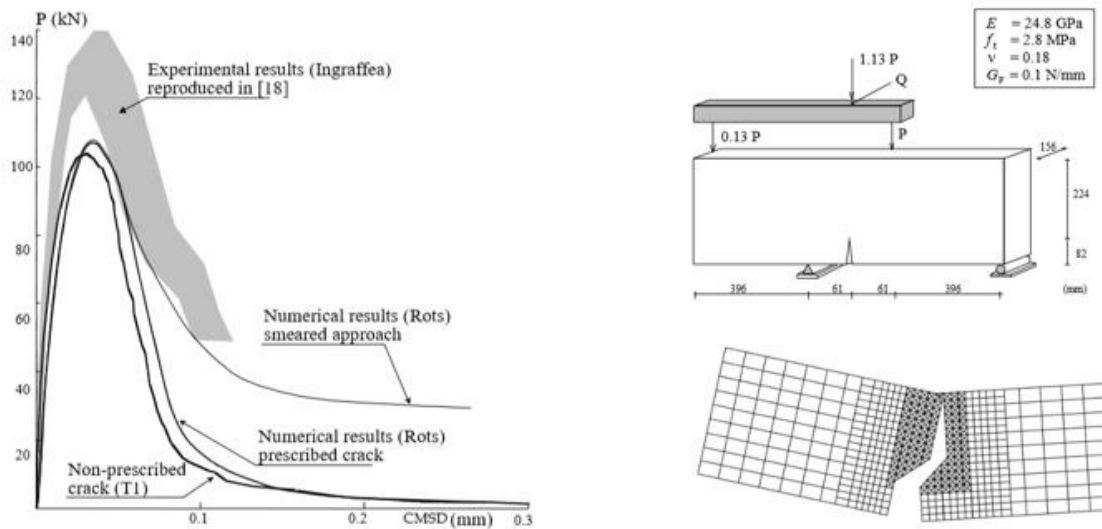 P (kN)
140
120
100
80
60
40
20
Experimental results (Ingraffea)
reproduced in [18]
Numerical results (Rots)
smeared approach
Numerical results (Rots)
prescribed crack
Non-prescribed
crack (T1)
0.1
0.2
0.3
CMSD (mm)
E = 24.8 GPa
f_t = 2.8 MPa
ν = 0.18
G_F = 0.1 N/mm
1.13 P
Q
0.13 P
P
156
224
82
396
61
61
396
(mm)